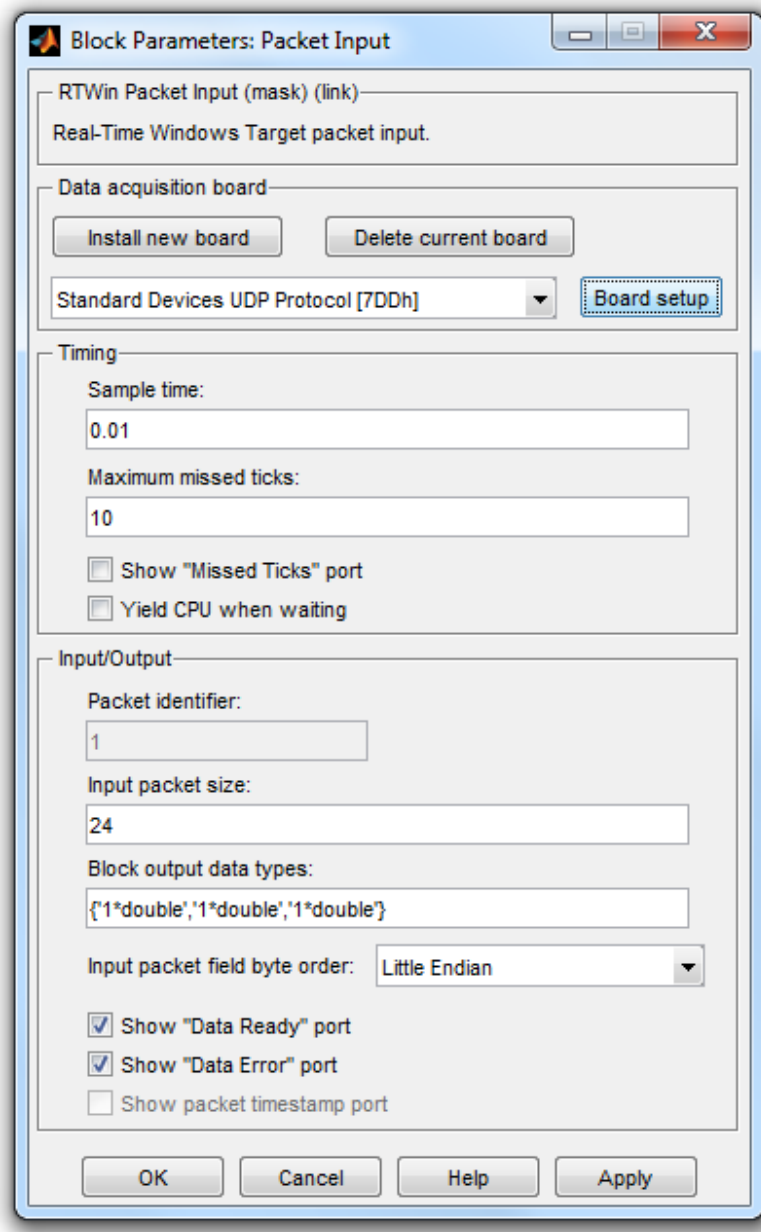 Block Parameters: Packet Input
RTWin Packet Input (mask) (link)
Real-Time Windows Target packet input.
Data acquisition board
Install new board Delete current board
Standard Devices UDP Protocol [7DDh] Board setup
Timing
Sample time:
0.01
Maximum missed ticks:
10
Show "Missed Ticks" port
Yield CPU when waiting
Input/Output
Packet identifier:
1
Input packet size:
24
Block output data types:
{'1*double','1*double','1*double'}
Input packet field byte order: Little Endian
Show "Data Ready" port
Show "Data Error" port
Show packet timestamp port
OK Cancel Help Apply